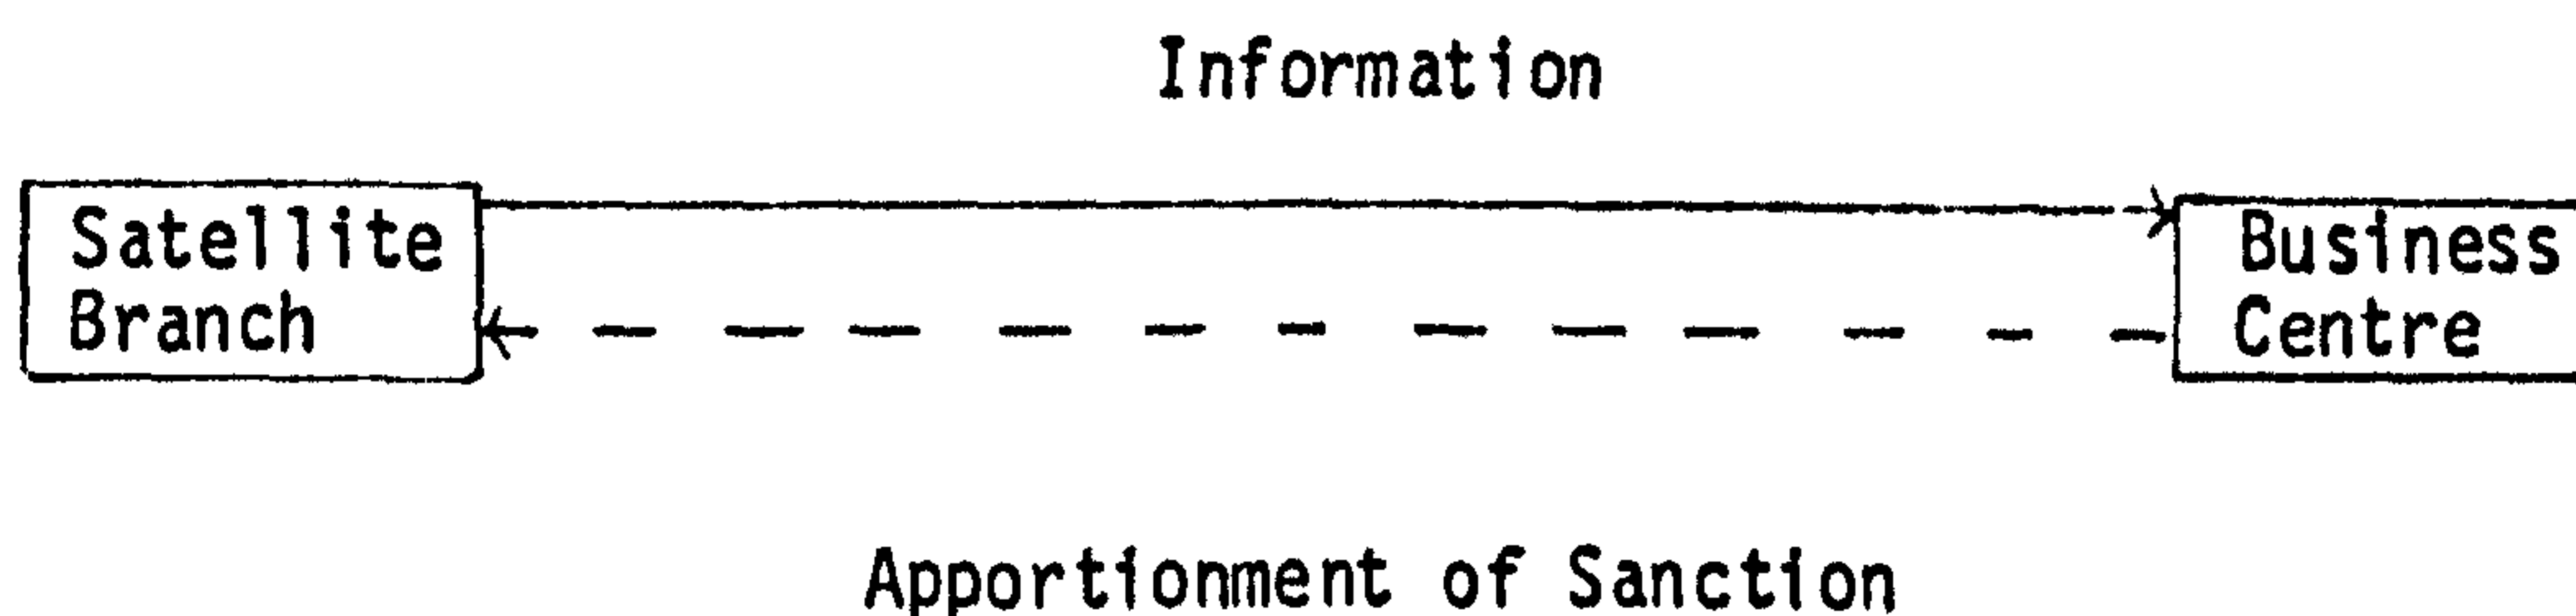 Information
Satellite
Branch
Business
Centre
Apportionment of Sanction